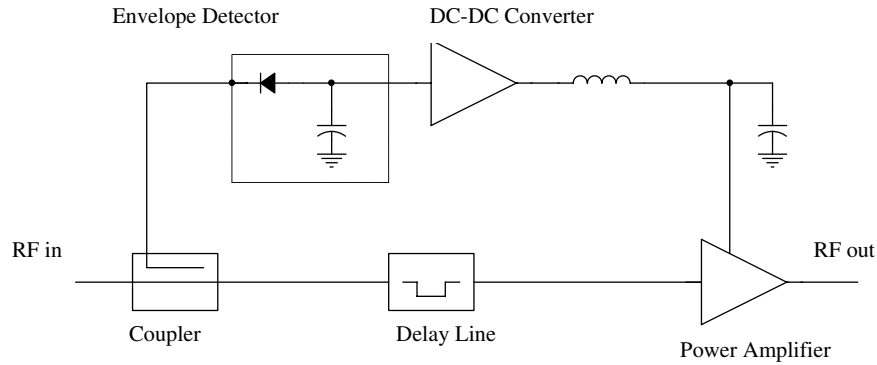 Envelope Detector
DC-DC Converter
RF in
RF out
Coupler
Delay Line
Power Amplifier